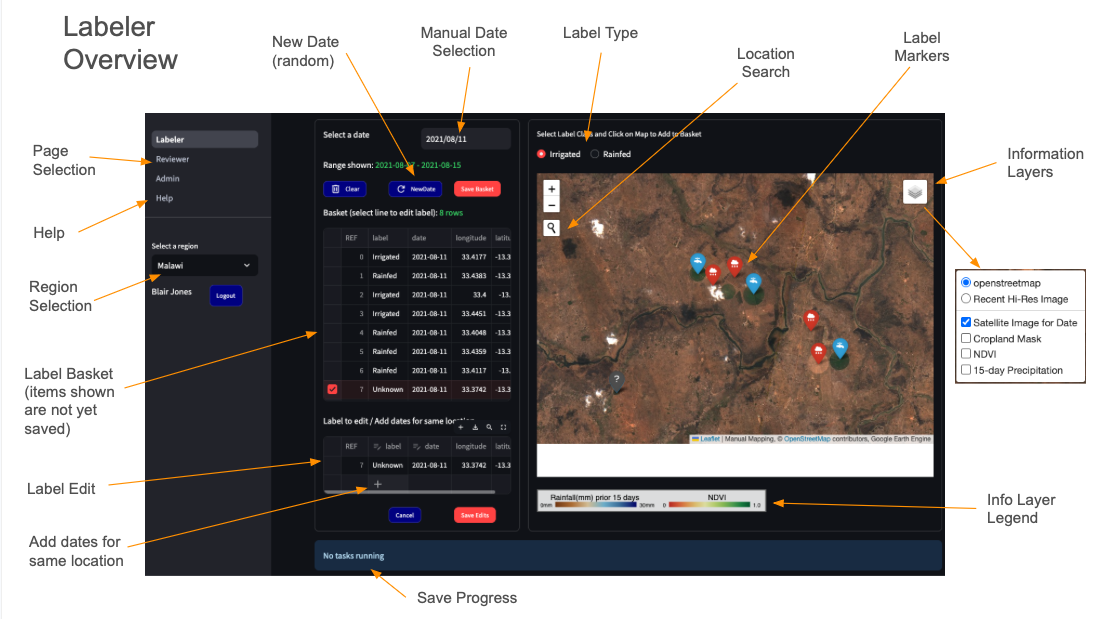 Labeler
Overview
New Date
(random)
Manual Date
Selection
Label Type
Location
Search
Label
Markers
Page
Selection
Help
Region
Selection
Label Basket
(items shown
are not yet
saved)
Label Edit
Add dates for
same location
Save Progress
Information
Layers
Info Layer
Legend
Labeler
Reviewer
Admin
Help
Select a region
Malawi
Blair Jones
Logout
Select a date
2021/08/11
Range shown: 2021-08-07 - 2021-08-15
Clear
NewDate
Save Basket
Basket (select line to edit label): 8 rows
REF label date longitude latitu
0 Irrigated 2021-08-11 33.4177 -13.3
1 Rainfed 2021-08-11 33.4383 -13.3
2 Irrigated 2021-08-11 33.4 -13.
3 Irrigated 2021-08-11 33.4451 -13.3
4 Rainfed 2021-08-11 33.4048 -13.3
5 Rainfed 2021-08-11 33.4359 -13.3
6 Rainfed 2021-08-11 33.4117 -13.
7 Unknown 2021-08-11 33.3742 -13.3
Label to edit / Add dates for same location
REF label date longitude latitu
7 Unknown 2021-08-11 33.3742 -13.3
+
Cancel
Save Edits
No tasks running
Select Label Class and Click on Map to Add to Basket
Irrigated Rainfed
+
−
?
Leaflet | Manual Mapping, © OpenStreetMap contributors, Google Earth Engine
Rainfall(mm) prior 15 days NDVI
0mm 30mm 0 1.0
openstreetmap
Recent Hi-Res Image
Satellite Image for Date
Cropland Mask
NDVI
15-day Precipitation